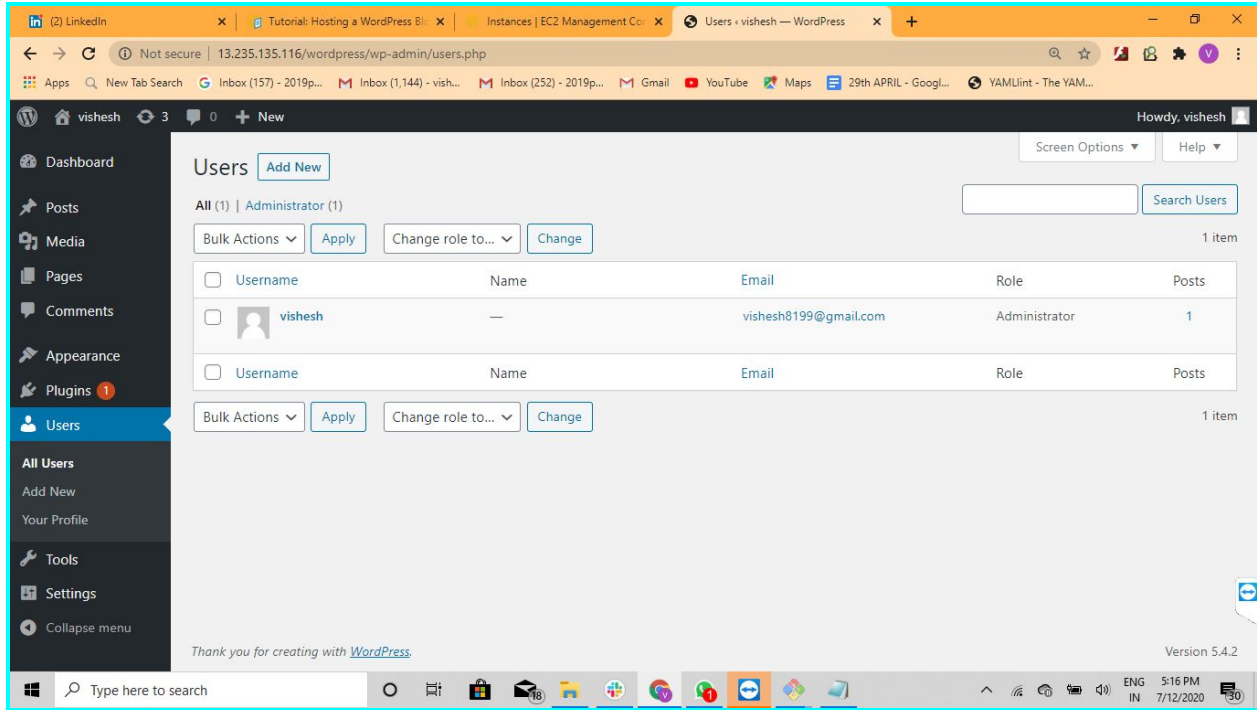 (2) LinkedIn
Tutorial: Hosting a WordPress Blo
Instances | EC2 Management Con
Users ‹ vishesh — WordPress
Not secure | 13.235.135.116/wordpress/wp-admin/users.php
V
Apps New Tab Search Inbox (157) - 2019p... Inbox (1,144) - vish... Inbox (252) - 2019p... Gmail YouTube Maps 29th APRIL - Googl... YAMLlint - The YAM...
vishesh 3 0 + New Howdy, vishesh
Screen Options Help
Dashboard
Posts
Media
Pages
Comments
Appearance
Plugins 1
Users
All Users
Add New
Your Profile
Tools
Settings
Collapse menu
Users Add New
All (1) | Administrator (1)
Search Users
Bulk Actions Apply Change role to... Change 1 item
Username Name Email Role Posts
vishesh — vishesh8199@gmail.com Administrator 1
Username Name Email Role Posts
Bulk Actions Apply Change role to... Change 1 item
Thank you for creating with WordPress. Version 5.4.2
Type here to search 18 ENG 5:16 PM
IN 7/12/2020 30